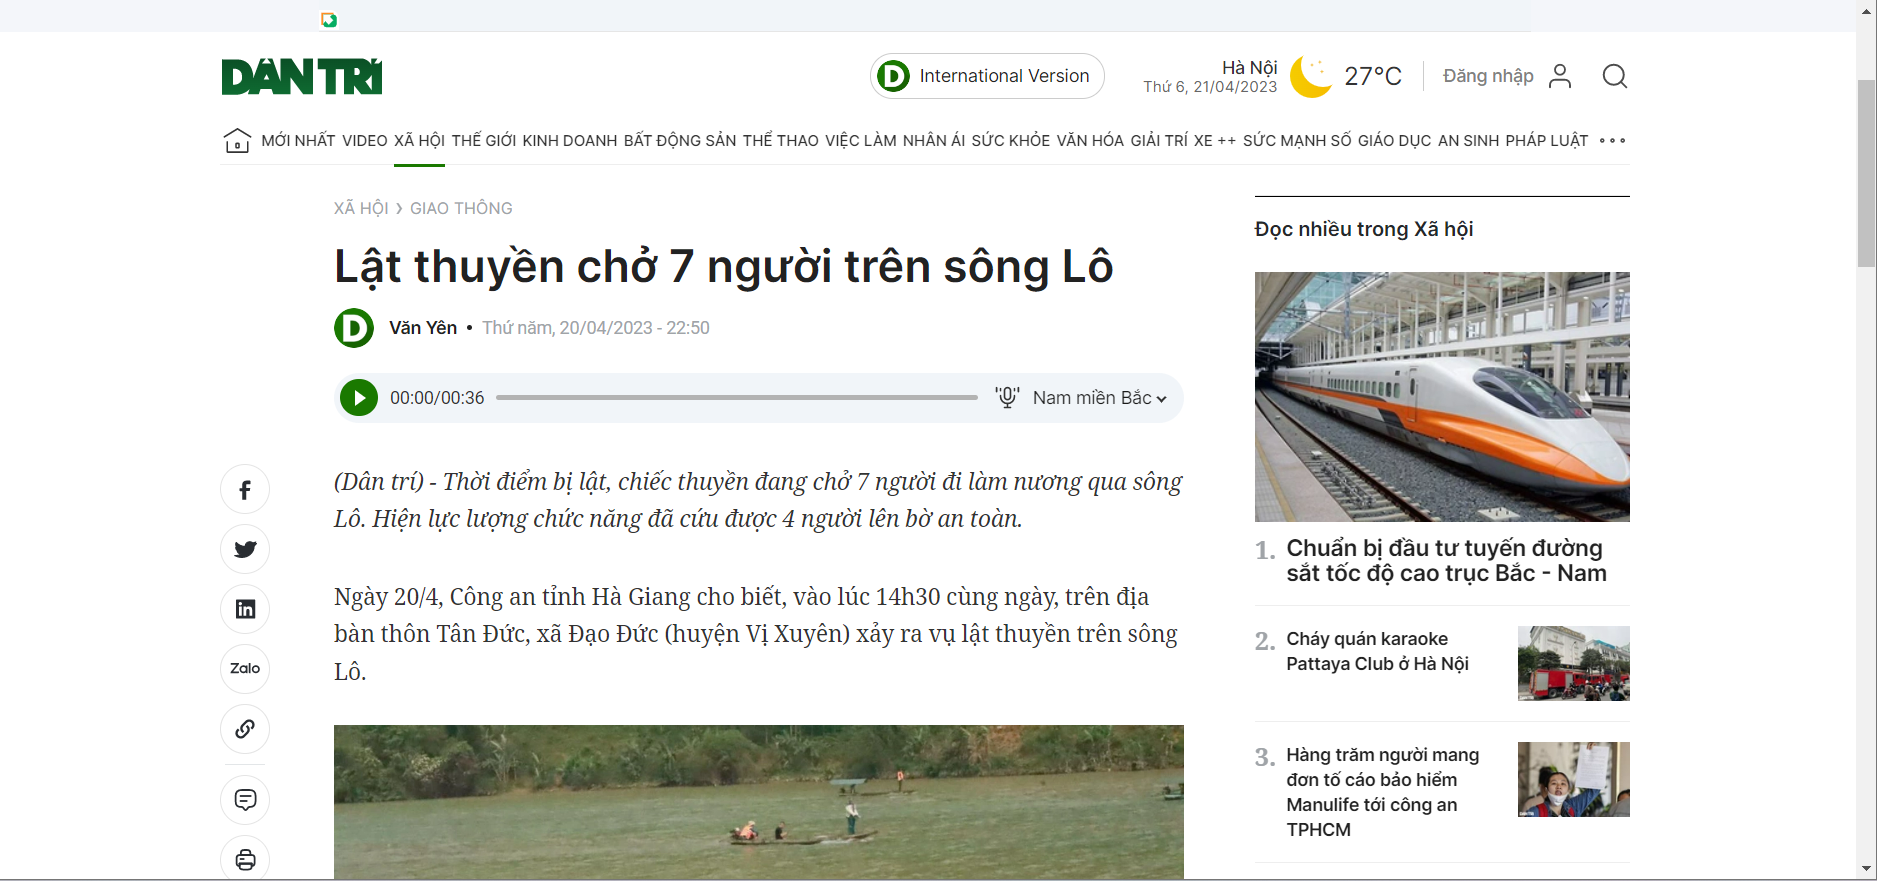 DÂN TRÍ
D International Version
Hà Nội
Thứ 6, 21/04/2023
27°C
Đăng nhập
MỚI NHẤT VIDEO XÃ HỘI THẾ GIỚI KINH DOANH BẤT ĐỘNG SẢN THỂ THAO VIỆC LÀM NHÂN ÁI SỨC KHỎE VĂN HÓA GIẢI TRÍ XE ++ SỨC MẠNH SỐ GIÁO DỤC AN SINH PHÁP LUẬT
XÃ HỘI › GIAO THÔNG
Lật thuyền chở 7 người trên sông Lô
D Văn Yên • Thứ năm, 20/04/2023 - 22:50
00:00/00:36 Nam miền Bắc
(Dân trí) - Thời điểm bị lật, chiếc thuyền đang chở 7 người đi làm nương qua sông
Lô. Hiện lực lượng chức năng đã cứu được 4 người lên bờ an toàn.
Ngày 20/4, Công an tỉnh Hà Giang cho biết, vào lúc 14h30 cùng ngày, trên địa
bàn thôn Tân Đức, xã Đạo Đức (huyện Vị Xuyên) xảy ra vụ lật thuyền trên sông
Lô.
Zalo
Đọc nhiều trong Xã hội
1. Chuẩn bị đầu tư tuyến đường
sắt tốc độ cao trục Bắc - Nam
2. Cháy quán karaoke
Pattaya Club ở Hà Nội
3. Hàng trăm người mang
đơn tố cáo bảo hiểm
Manulife tới công an
TPHCM